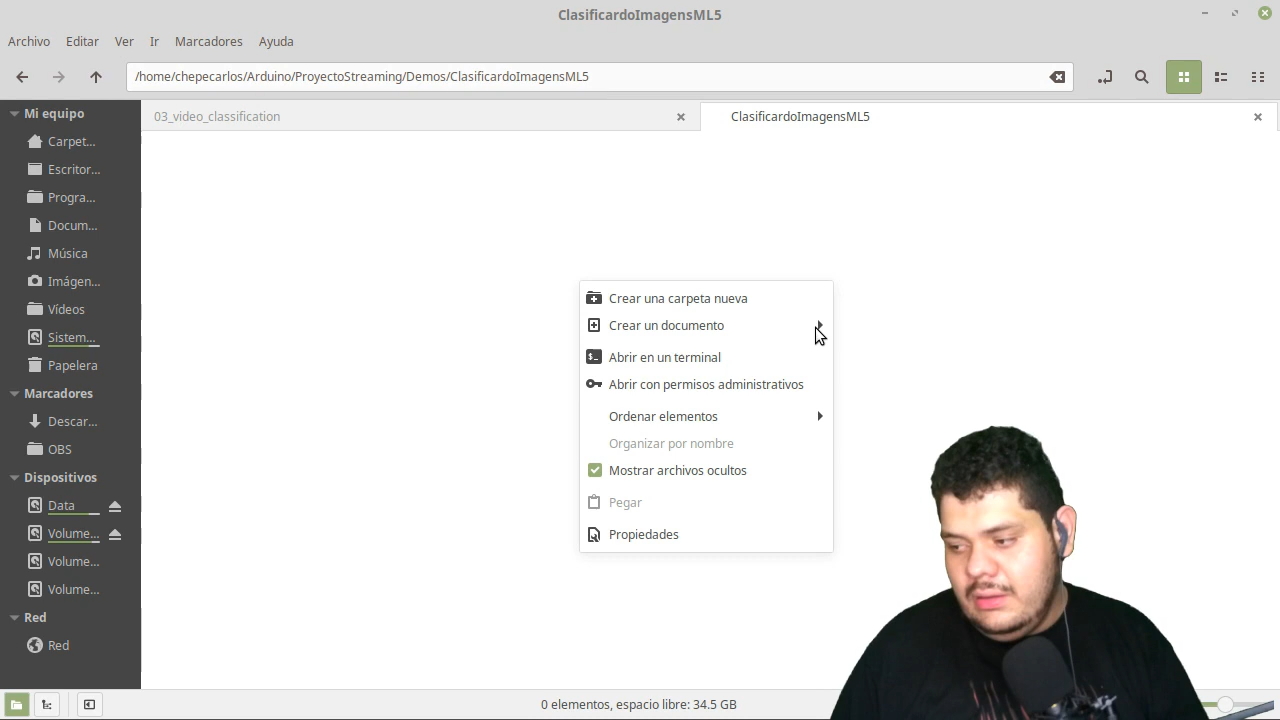 ClasificardoImagensML5
Archivo Editar Ver Ir Marcadores Ayuda
/home/chepecarlos/Arduino/ProyectoStreaming/Demos/ClasificardoImagensML5
03_video_classification
ClasificardoImagensML5
Mi equipo
Carpet...
Escritor...
Progra...
Docum...
Música
Imágen...
Vídeos
Sistem...
Papelera
Marcadores
Descar...
OBS
Dispositivos
Data
Volume...
Volume...
Volume...
Red
Red
Crear una carpeta nueva
Crear un documento
Abrir en un terminal
Abrir con permisos administrativos
Ordenar elementos
Organizar por nombre
Mostrar archivos ocultos
Pegar
Propiedades
0 elementos, espacio libre: 34.5 GB